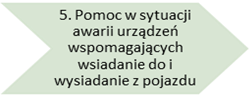 5. Pomoc w sytuacji
awarii urządzeń
wspomagających
wsiadanie do i
wysiadanie z pojazdu